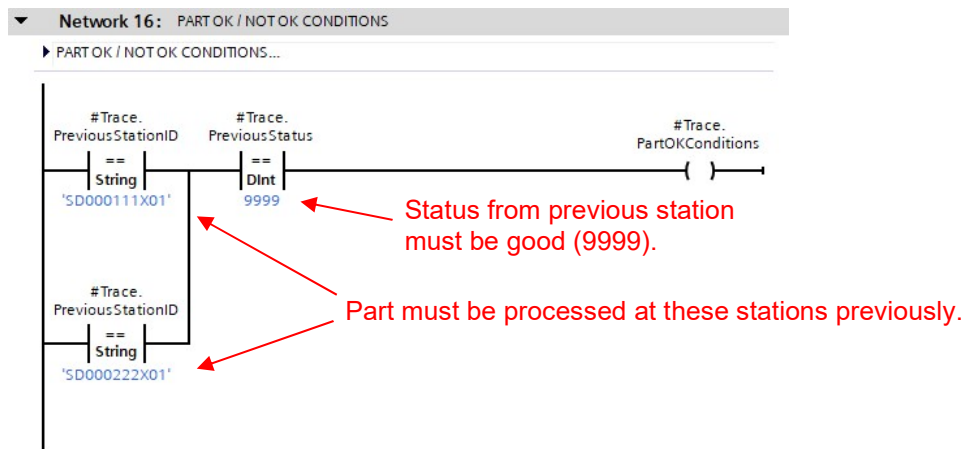 Network 16: PART OK / NOT OK CONDITIONS
PART OK / NOT OK CONDITIONS...
#Trace.
PreviousStationID
==
String
'SD000111X01'
#Trace.
PreviousStatus
==
DInt
9999
#Trace.
PartOKConditions
Status from previous station
must be good (9999).
Part must be processed at these stations previously.
#Trace.
PreviousStationID
==
String
'SD000222X01'